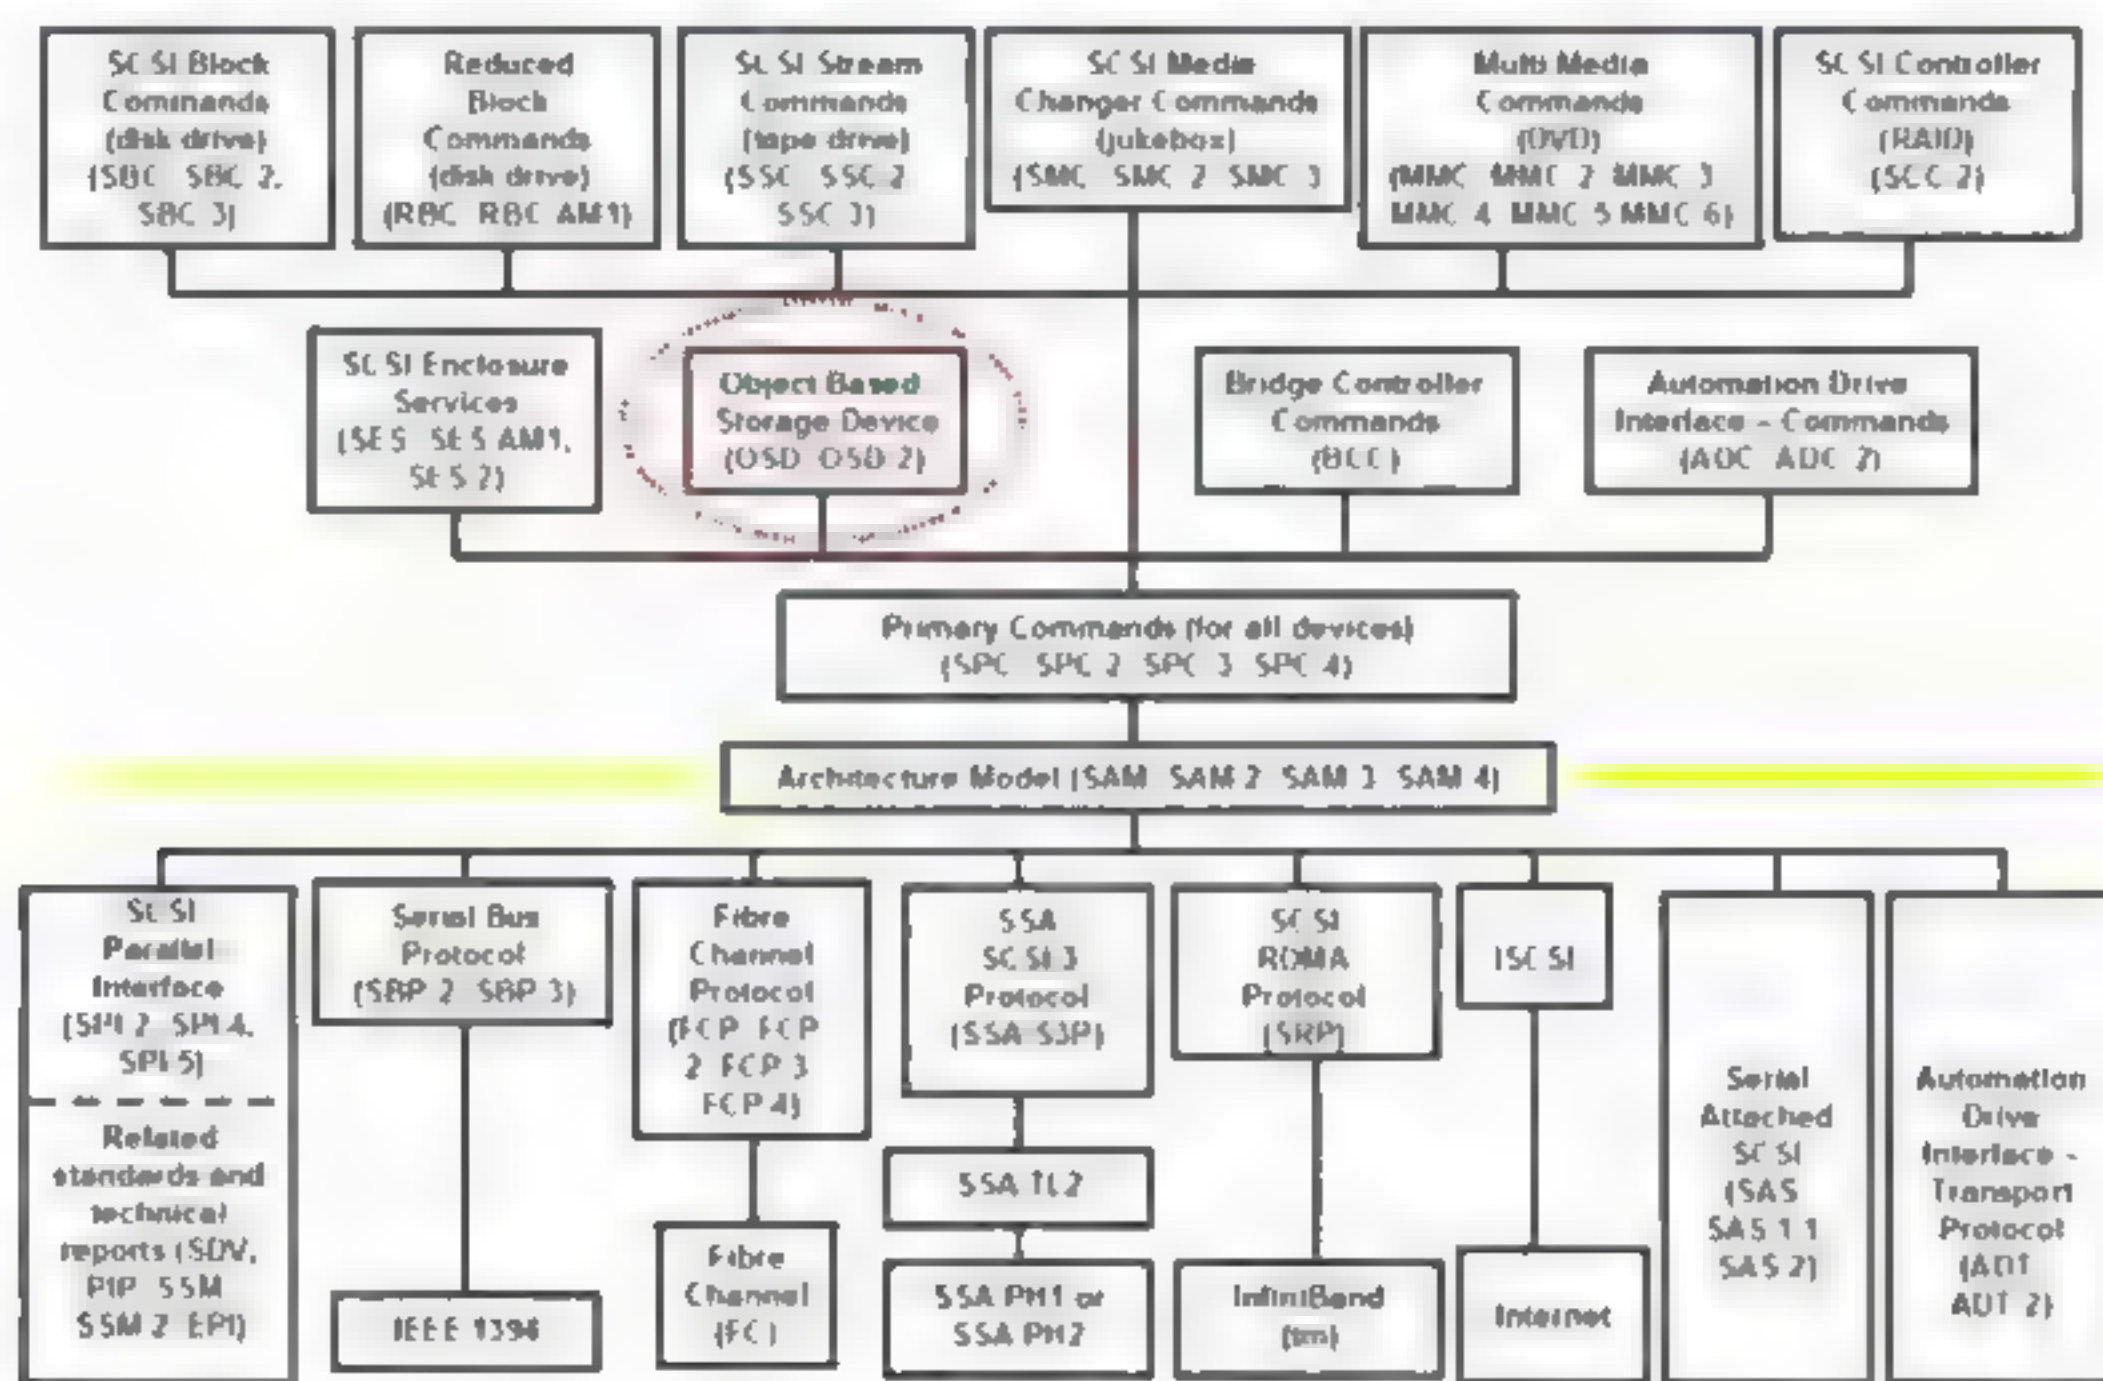 SCSI Block
Commands
(disk drive)
(SBC SBC 2,
SBC 3)
Reduced
Block
Commands
(disk drive)
(RBC RBC AM1)
SCSI Stream
Commands
(tape drive)
(SSC SSC 2
SSC 3)
SCSI Media
Changer Commands
(jukebox)
(SMC SMC 2 SMC 3
Multi Media
Commands
(DVD)
(MMC MMC 2 MMC 3
MMC 4 MMC 5 MMC 6)
SCSI Controller
Commands
(RAID)
(SCC 2)
SCSI Enclosure
Services
(SES SES AM1,
SES 2)
Object Based
Storage Device
(OSD OSD 2)
Bridge Controller
Commands
(BCC)
Automation Drive
Interface - Commands
(ADC ADC 2)
Primary Commands (for all devices)
(SPC SPC 2 SPC 3 SPC 4)
Architecture Model (SAM SAM 2 SAM 3 SAM 4)
SCSI
Parallel
Interface
(SPI 2 SPI 4,
SPI 5)
Related
standards and
technical
reports (SDV,
PIP SSM
SSM 2 EPI)
Serial Bus
Protocol
(SBP 2 SBP 3)
IEEE 1394
Fibre
Channel
Protocol
(FCP FCP
2 FCP 3
FCP 4)
Fibre
Channel
(FC)
SSA
SCSI 3
Protocol
(SSA S3P)
SSA TL2
SSA PH1 or
SSA PH2
SCSI
RDMA
Protocol
(SRP)
InfiniBand
(tm)
iSCSI
Internet
Serial
Attached
SCSI
(SAS
SAS 1 1
SAS 2)
Automation
Drive
Interface -
Transport
Protocol
(ADT
ADT 2)